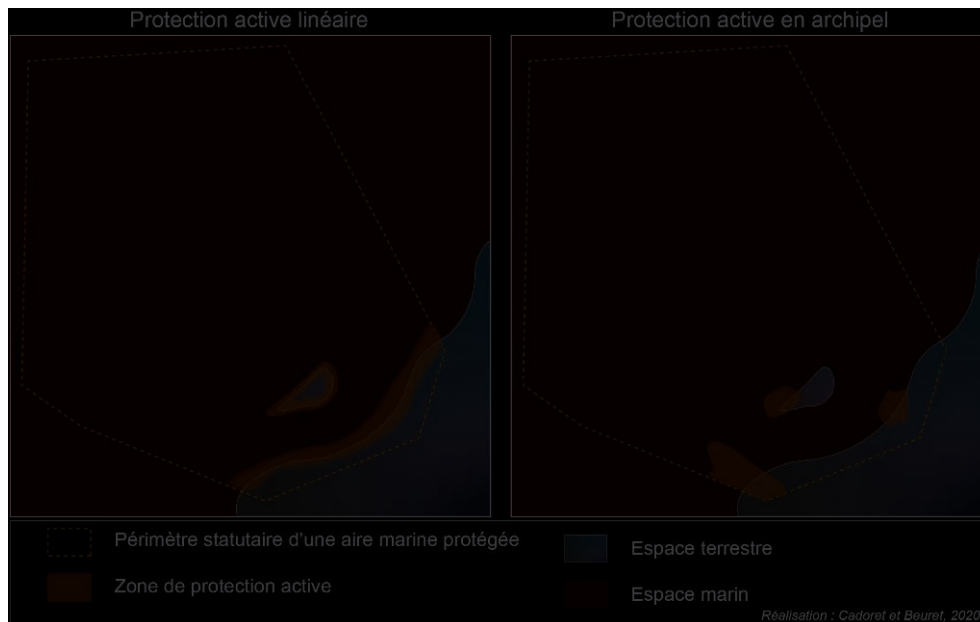 Protection active linéaire
Protection active en archipel
Périmètre statutaire d'une aire marine protégée
Zone de protection active
Espace terrestre
Espace marin
Réalisation : Cadoret et Beuret, 2020